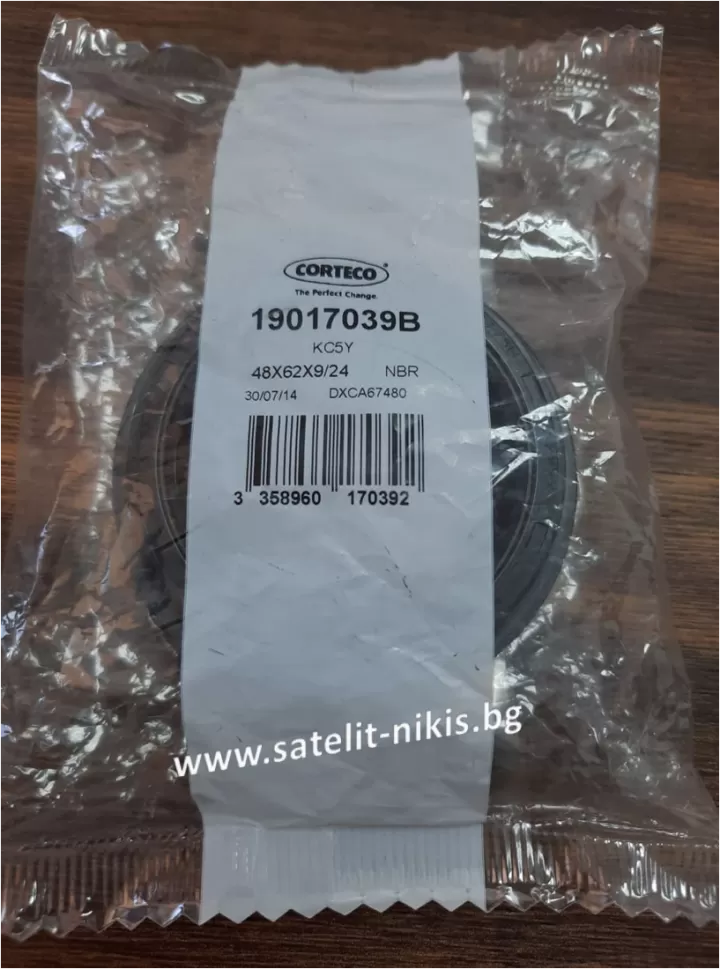 CORTECO
The Perfect Change
19017039B
KC5Y
48X62X9/24 NBR
30/07/14 DXCA67480
3 358960 170392
www.satelit-nikis.bg